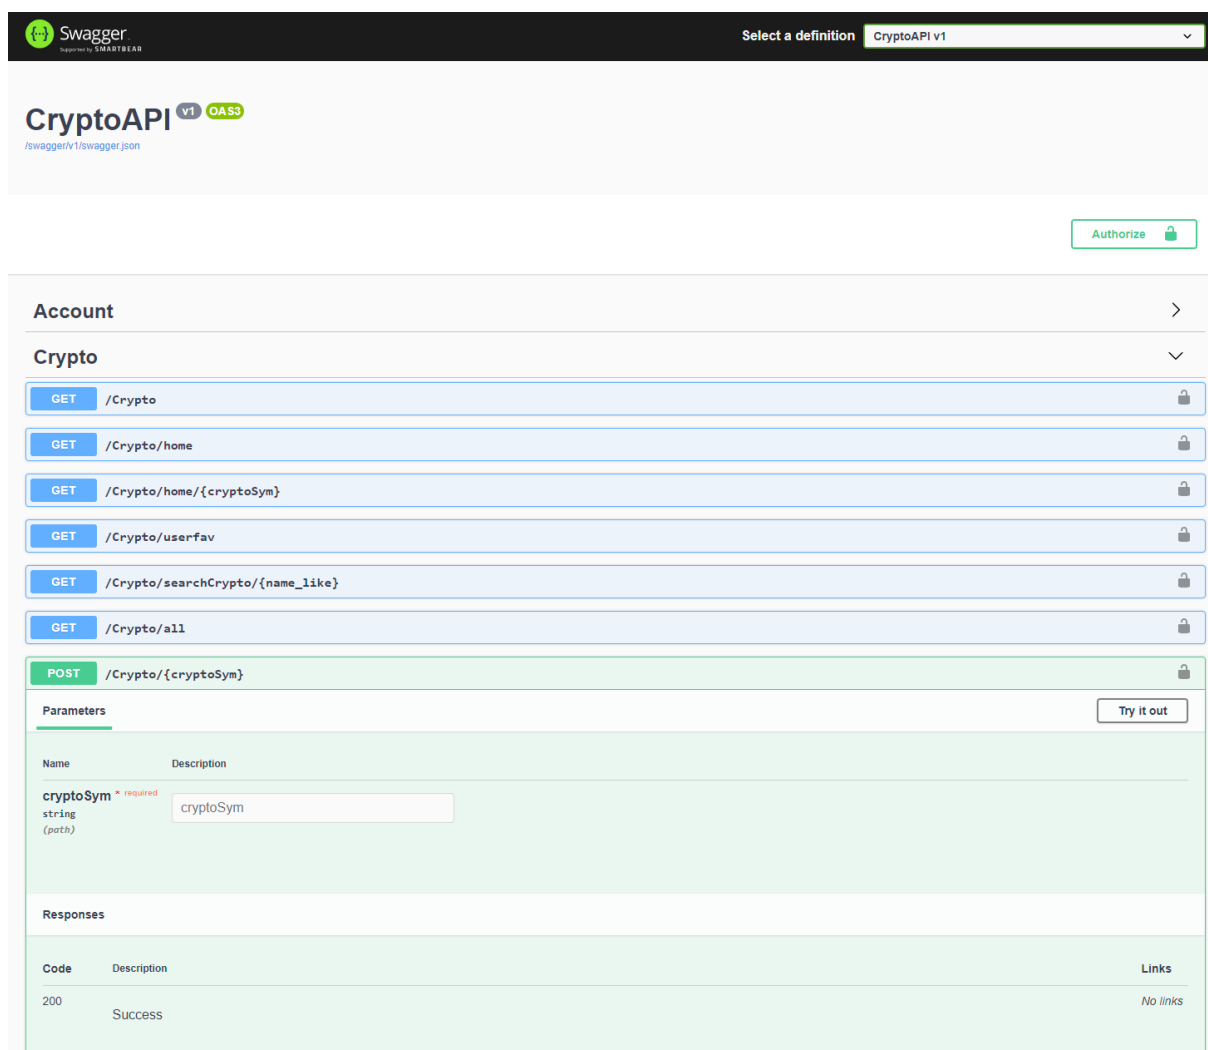 Swagger.
Supported by SMARTBEAR
Select a definition
CryptoAPI v1
CryptoAPI v1 OAS3
/swagger/v1/swagger.json
Authorize
Account
Crypto
GET /Crypto
GET /Crypto/home
GET /Crypto/home/{cryptoSym}
GET /Crypto/userfav
GET /Crypto/searchCrypto/{name_like}
GET /Crypto/all
POST /Crypto/{cryptoSym}
Parameters
Try it out
Name Description
cryptoSym * required
cryptoSym
string
(path)
Responses
Code Description Links
200 Success No links